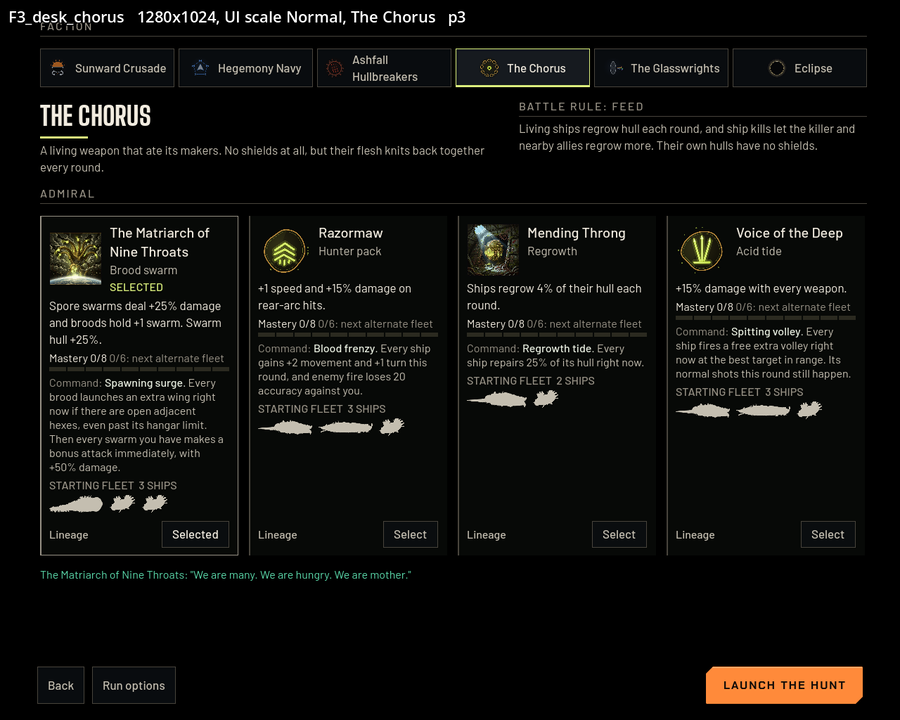 F3_desk_chorus 1280x1024, UI scale Normal, The Chorus p3
FACTION
Sunward Crusade
Hegemony Navy
Ashfall
Hullbreakers
The Chorus
The Glasswrights
Eclipse
THE CHORUS
A living weapon that ate its makers. No shields at all, but their flesh knits back together
every round.
BATTLE RULE: FEED
Living ships regrow hull each round, and ship kills let the killer and
nearby allies regrow more. Their own hulls have no shields.
ADMIRAL
The Matriarch of
Nine Throats
Brood swarm
SELECTED
Spore swarms deal +25% damage
and broods hold +1 swarm. Swarm
hull +25%.
Mastery 0/8 0/6: next alternate fleet
Command: Spawning surge. Every
brood launches an extra wing right
now if there are open adjacent
hexes, even past its hangar limit.
Then every swarm you have makes a
bonus attack immediately, with
+50% damage.
STARTING FLEET 3 SHIPS
Lineage
Selected
Razormaw
Hunter pack
+1 speed and +15% damage on
rear-arc hits.
Mastery 0/8 0/6: next alternate fleet
Command: Blood frenzy. Every ship
gains +2 movement and +1 turn this
round, and enemy fire loses 20
accuracy against you.
STARTING FLEET 3 SHIPS
Lineage
Select
Mending Throng
Regrowth
Ships regrow 4% of their hull each
round.
Mastery 0/8 0/6: next alternate fleet
Command: Regrowth tide. Every
ship repairs 25% of its hull right now.
STARTING FLEET 2 SHIPS
Lineage
Select
Voice of the Deep
Acid tide
+15% damage with every weapon.
Mastery 0/8 0/6: next alternate fleet
Command: Spitting volley. Every
ship fires a free extra volley right
now at the best target in range. Its
normal shots this round still happen.
STARTING FLEET 3 SHIPS
Lineage
Select
The Matriarch of Nine Throats: "We are many. We are hungry. We are mother."
Back
Run options
LAUNCH THE HUNT